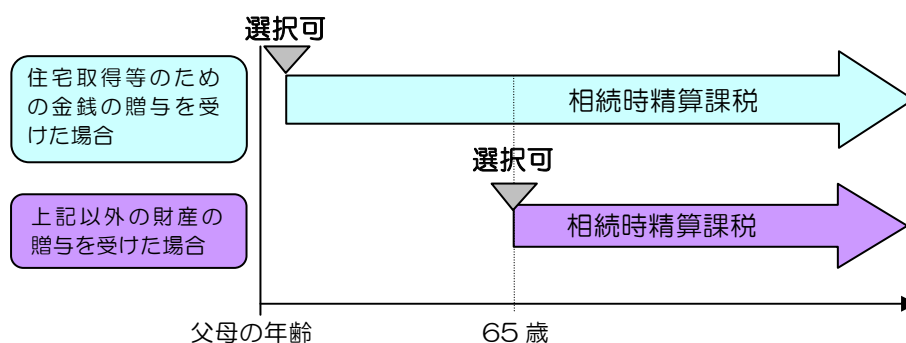 選択可
住宅取得等のため
の金銭の贈与を受
けた場合
相続時精算課税
選択可
上記以外の財産の
贈与を受けた場合
相続時精算課税
父母の年齢
65歳